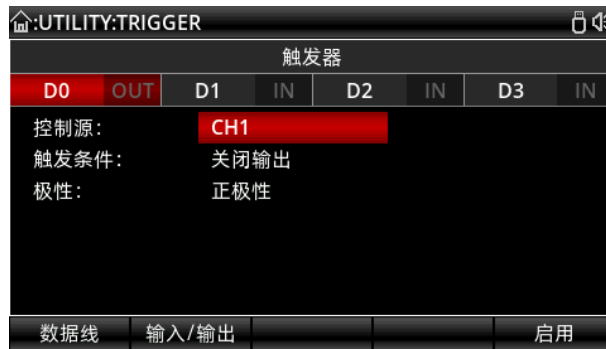 :UTILITY:TRIGGER
触发器
D0 OUT D1 IN D2 IN D3 IN
控制源: CH1
触发条件: 关闭输出
极性: 正极性
数据线 输入/输出 启用